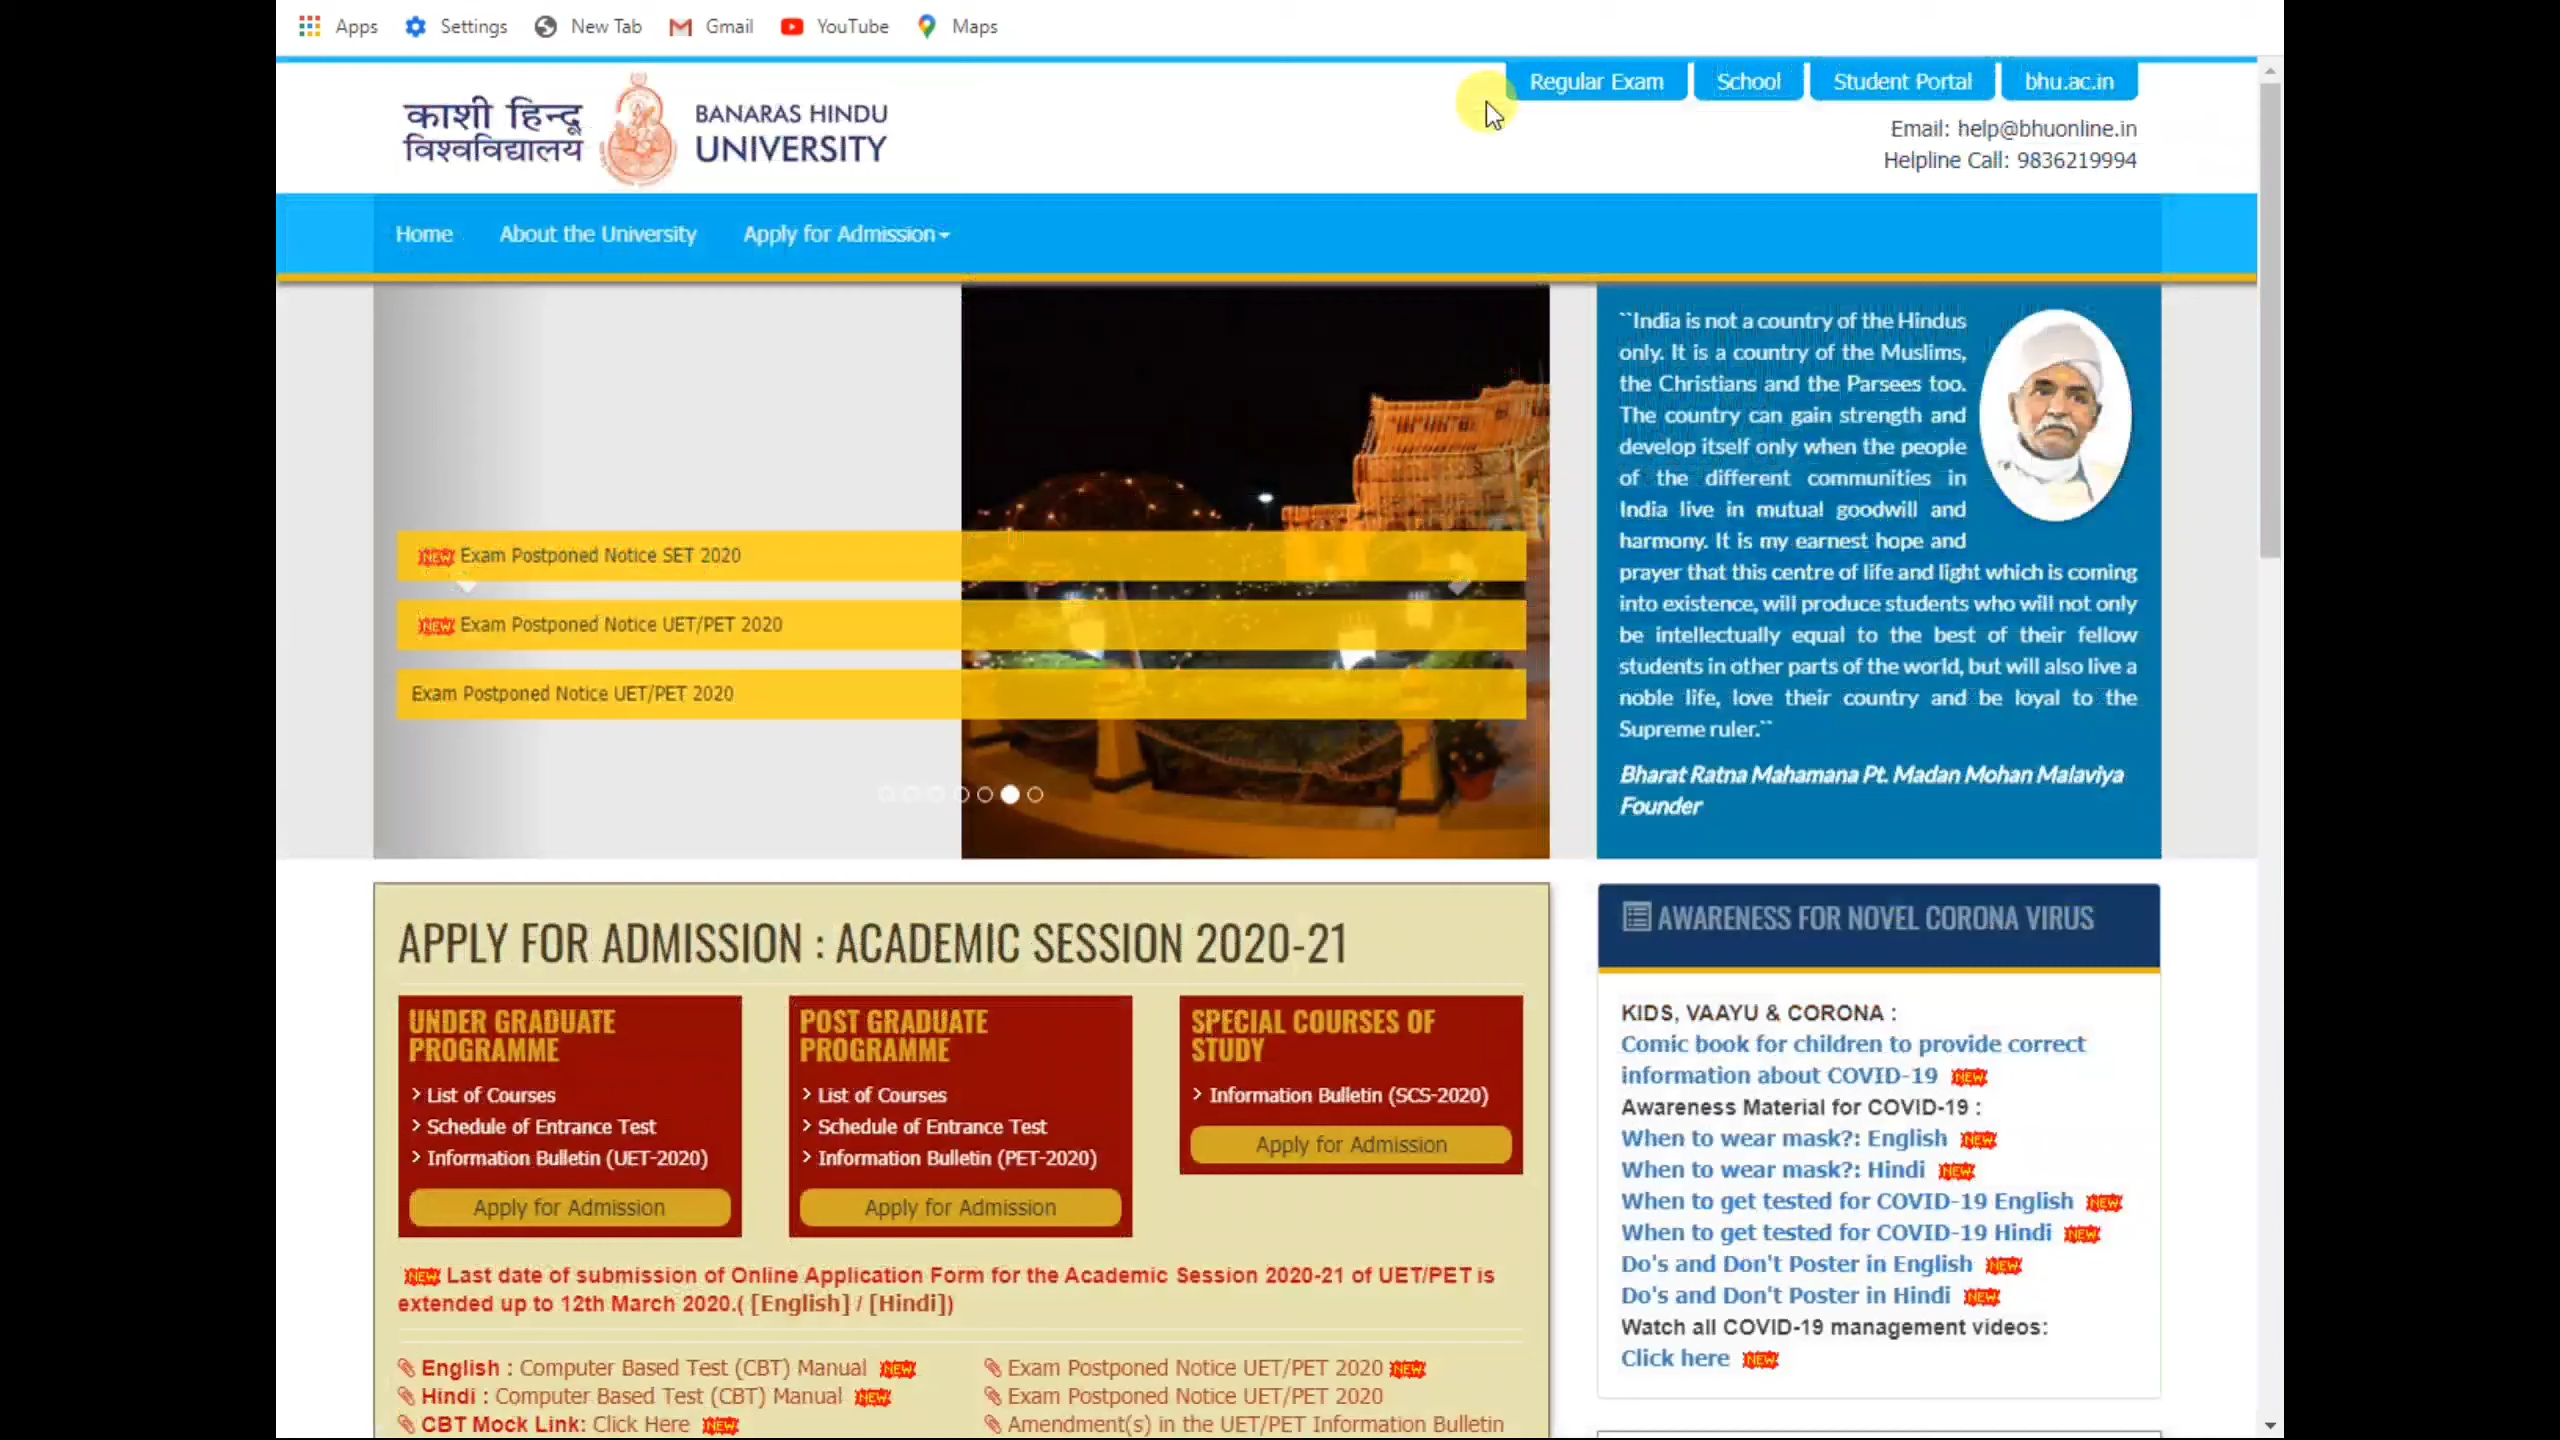 Apps Settings New Tab Gmail YouTube Maps
Regular Exam School Student Portal bhu.ac.in
काशी हिन्दू
विश्वविद्यालय
BANARAS HINDU
UNIVERSITY
Email: help@bhuonline.in
Helpline Call: 9836219994
Home About the University Apply for Admission
NEW Exam Postponed Notice SET 2020
NEW Exam Postponed Notice UET/PET 2020
Exam Postponed Notice UET/PET 2020
``India is not a country of the Hindus
only. It is a country of the Muslims,
the Christians and the Parsees too.
The country can gain strength and
develop itself only when the people
of the different communities in
India live in mutual goodwill and
harmony. It is my earnest hope and
prayer that this centre of life and light which is coming
into existence, will produce students who will not only
be intellectually equal to the best of their fellow
students in other parts of the world, but will also live a
noble life, love their country and be loyal to the
Supreme ruler.``
Bharat Ratna Mahamana Pt. Madan Mohan Malaviya
Founder
APPLY FOR ADMISSION : ACADEMIC SESSION 2020-21
UNDER GRADUATE
PROGRAMME
> List of Courses
> Schedule of Entrance Test
> Information Bulletin (UET-2020)
Apply for Admission
POST GRADUATE
PROGRAMME
> List of Courses
> Schedule of Entrance Test
> Information Bulletin (PET-2020)
Apply for Admission
SPECIAL COURSES OF
STUDY
> Information Bulletin (SCS-2020)
Apply for Admission
NEW Last date of submission of Online Application Form for the Academic Session 2020-21 of UET/PET is
extended up to 12th March 2020.( [English] / [Hindi])
English : Computer Based Test (CBT) Manual NEW
Hindi : Computer Based Test (CBT) Manual NEW
CBT Mock Link: Click Here NEW
Exam Postponed Notice UET/PET 2020 NEW
Exam Postponed Notice UET/PET 2020
Amendment(s) in the UET/PET Information Bulletin
AWARENESS FOR NOVEL CORONA VIRUS
KIDS, VAAYU & CORONA :
Comic book for children to provide correct
information about COVID-19 NEW
Awareness Material for COVID-19 :
When to wear mask?: English NEW
When to wear mask?: Hindi NEW
When to get tested for COVID-19 English NEW
When to get tested for COVID-19 Hindi NEW
Do's and Don't Poster in English NEW
Do's and Don't Poster in Hindi NEW
Watch all COVID-19 management videos:
Click here NEW